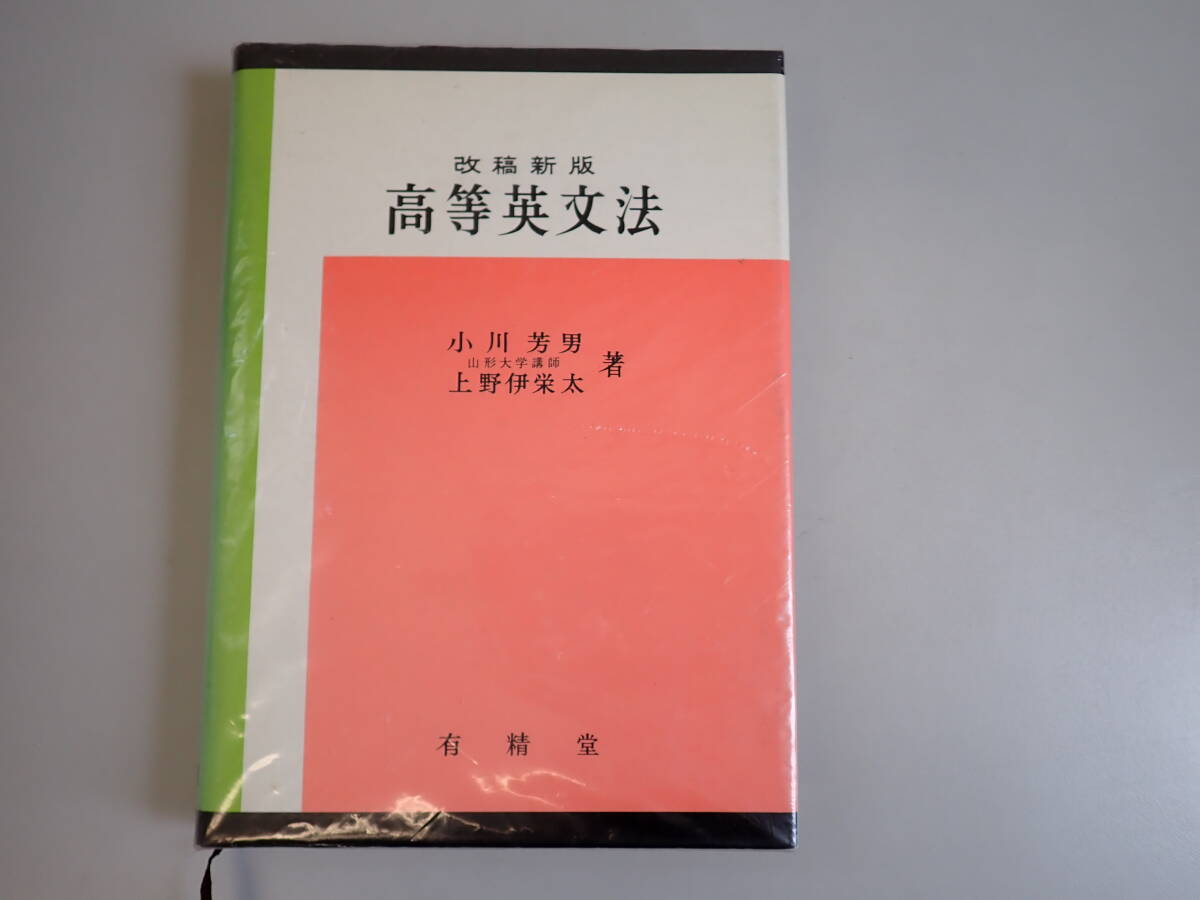 改稿新版
高等英文法
小川芳男
山形大学講師
上野伊栄太
著
有精堂